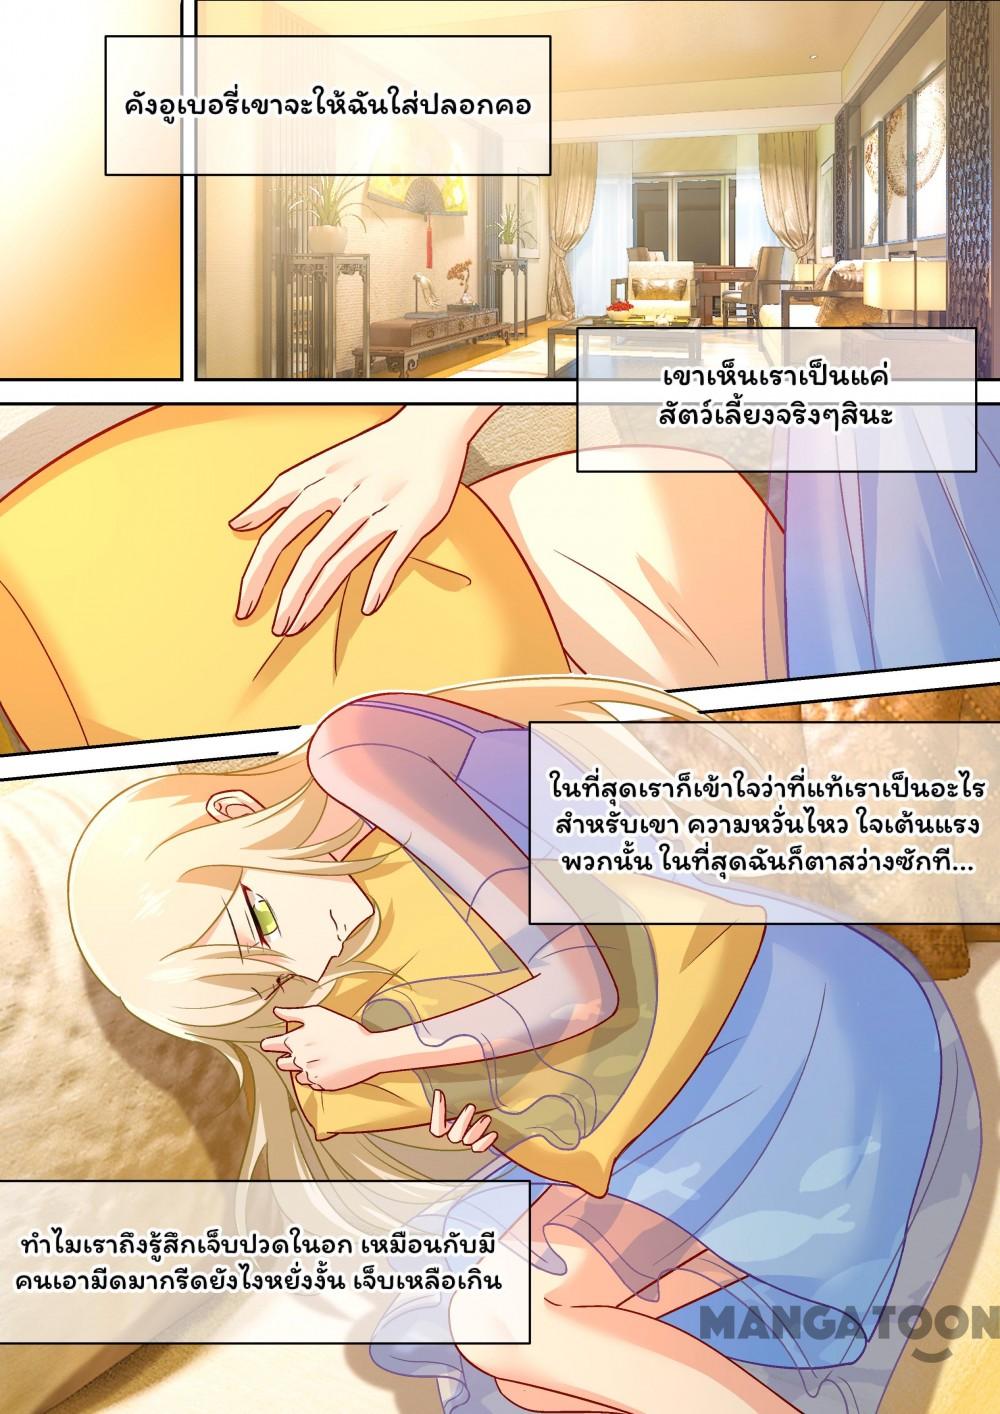 คังอูเบอรี่เขาจะให้ฉันใส่ปลอกคอ
เขาเห็นเราเป็นแค่
สัตว์เลี้ยงจริงๆสินะ
ในที่สุดเราก็เข้าใจว่าที่แท้เราเป็นอะไร
สำหรับเขา ความหวั่นไหว ใจเต้นแรง
พวกนั้น ในที่สุดฉันก็ตาสว่างซักที...
ทำไมเราถึงรู้สึกเจ็บปวดในอก เหมือนกับมี
คนเอามีดมากรีดยังไงหยั่งงั้น เจ็บเหลือเกิน
MANGATOON